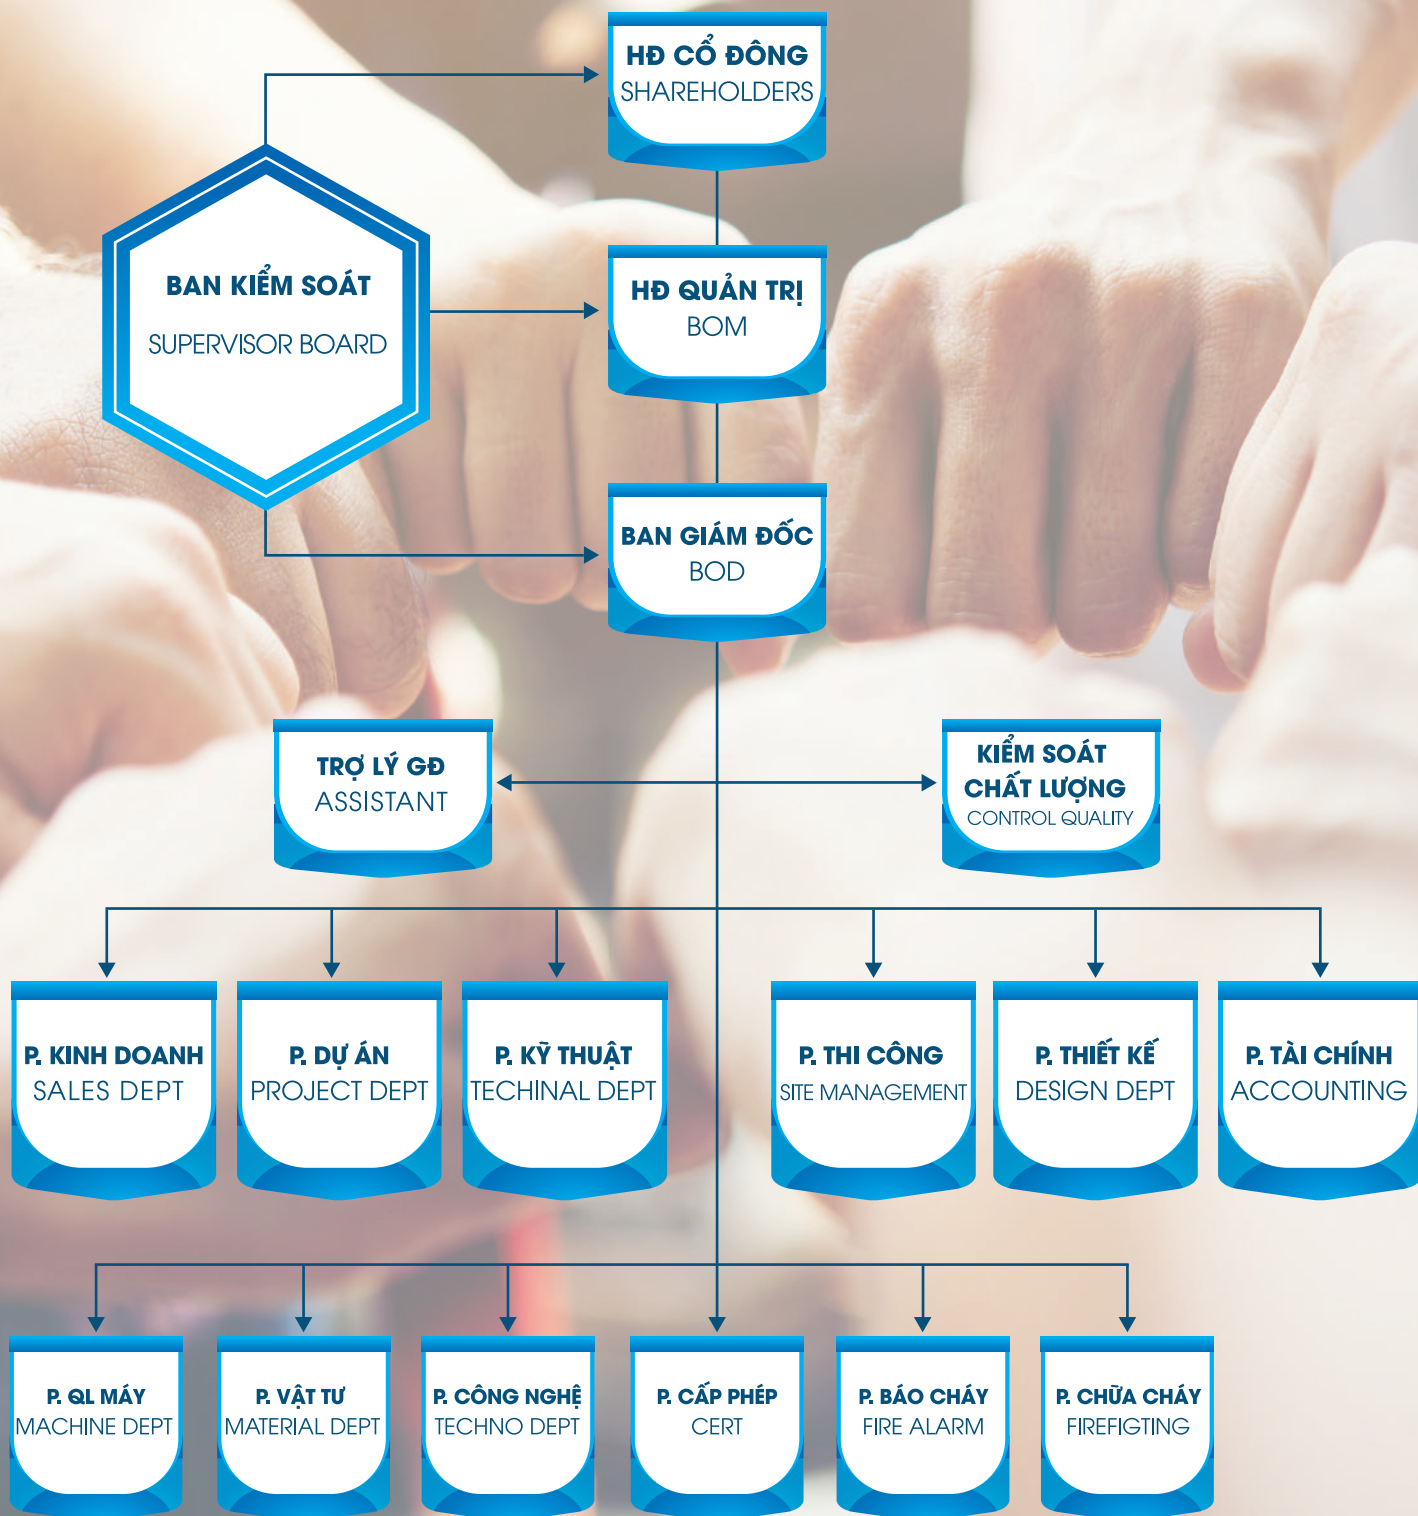 HĐ CỔ ĐÔNG
SHAREHOLDERS
BAN KIỂM SOÁT
SUPERVISOR BOARD
HĐ QUẢN TRỊ
BOM
BAN GIÁM ĐỐC
BOD
TRỢ LÝ GĐ
ASSISTANT
KIỂM SOÁT
CHẤT LƯỢNG
CONTROL QUALITY
P. KINH DOANH
SALES DEPT
P. DỰ ÁN
PROJECT DEPT
P. KỸ THUẬT
TECHINAL DEPT
P. THI CÔNG
SITE MANAGEMENT
P. THIẾT KẾ
DESIGN DEPT
P. TÀI CHÍNH
ACCOUNTING
P. QL MÁY
MACHINE DEPT
P. VẬT TƯ
MATERIAL DEPT
P. CÔNG NGHỆ
TECHNO DEPT
P. CẤP PHÉP
CERT
P. BÁO CHÁY
FIRE ALARM
P. CHỮA CHÁY
FIREFIGTING